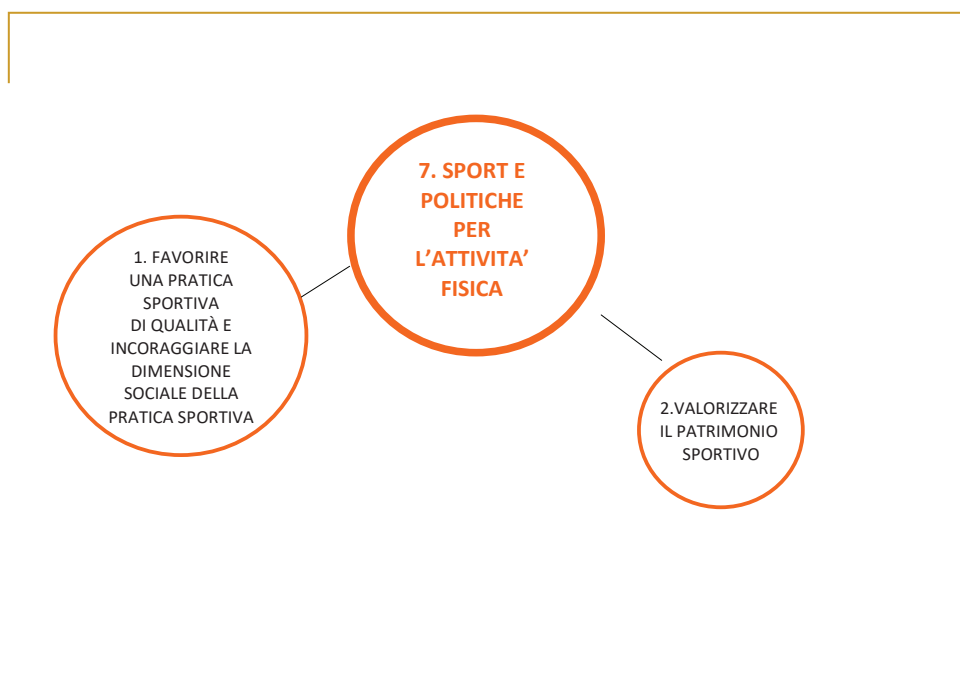 7. SPORT E
POLITICHE
PER
L’ATTIVITA’
FISICA
1. FAVORIRE
UNA PRATICA
SPORTIVA
DI QUALITÀ E
INCORAGGIARE LA
DIMENSIONE
SOCIALE DELLA
PRATICA SPORTIVA
2.VALORIZZARE
IL PATRIMONIO
SPORTIVO